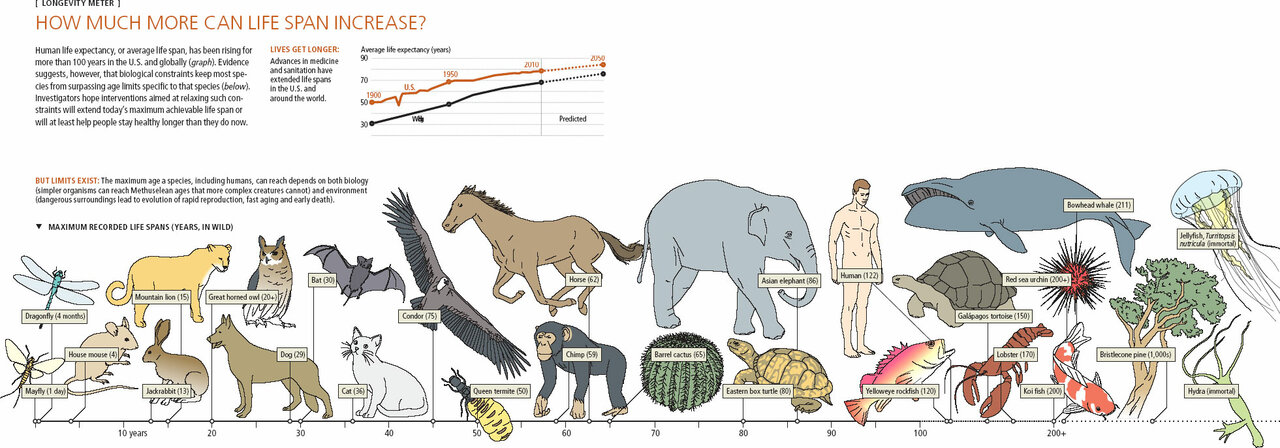 [ LONGEVITY METER ]
HOW MUCH MORE CAN LIFE SPAN INCREASE?
Human life expectancy, or average life span, has been rising for
more than 100 years in the U.S. and globally (graph). Evidence
suggests, however, that biological constraints keep most spe-
cies from surpassing age limits specific to that species (below).
Investigators hope interventions aimed at relaxing such con-
straints will extend today's maximum achievable life span or
will at least help people stay healthy longer than they do now.
LIVES GET LONGER:
Advances in medicine
and sanitation have
extended life spans
in the U.S. and
around the world.
Average life expectancy (years)
90
70
50
30
1900
U.S.
1950
2010
2050
Predicted
BUT LIMITS EXIST: The maximum age a species, including humans, can reach depends on both biology
(simpler organisms can reach Methuselean ages that more complex creatures cannot) and environment
(dangerous surroundings lead to evolution of rapid reproduction, fast aging and early death).
▼ MAXIMUM RECORDED LIFE SPANS (YEARS, IN WILD)
Bowhead whale (211)
Jellyfish, Turritopsis
nutricula (immortal)
Bat (30)
Horse (62)
Asian elephant (86)
Human (122)
Red sea urchin (200+)
Mountain lion (15)
Great horned owl (20+)
Dragonfly (4 months)
Condor (75)
Galápagos tortoise (150)
House mouse (4)
Dog (29)
Chimp (59)
Barrel cactus (65)
Lobster (170)
Bristlecone pine (1,000s)
Mayfly (1 day)
Jackrabbit (13)
Cat (36)
Queen termite (50)
Eastern box turtle (80)
Yelloweye rockfish (120)
Koi fish (200)
Hydra (immortal)
10 years
20
30
40
50
60
70
80
90
100
200+